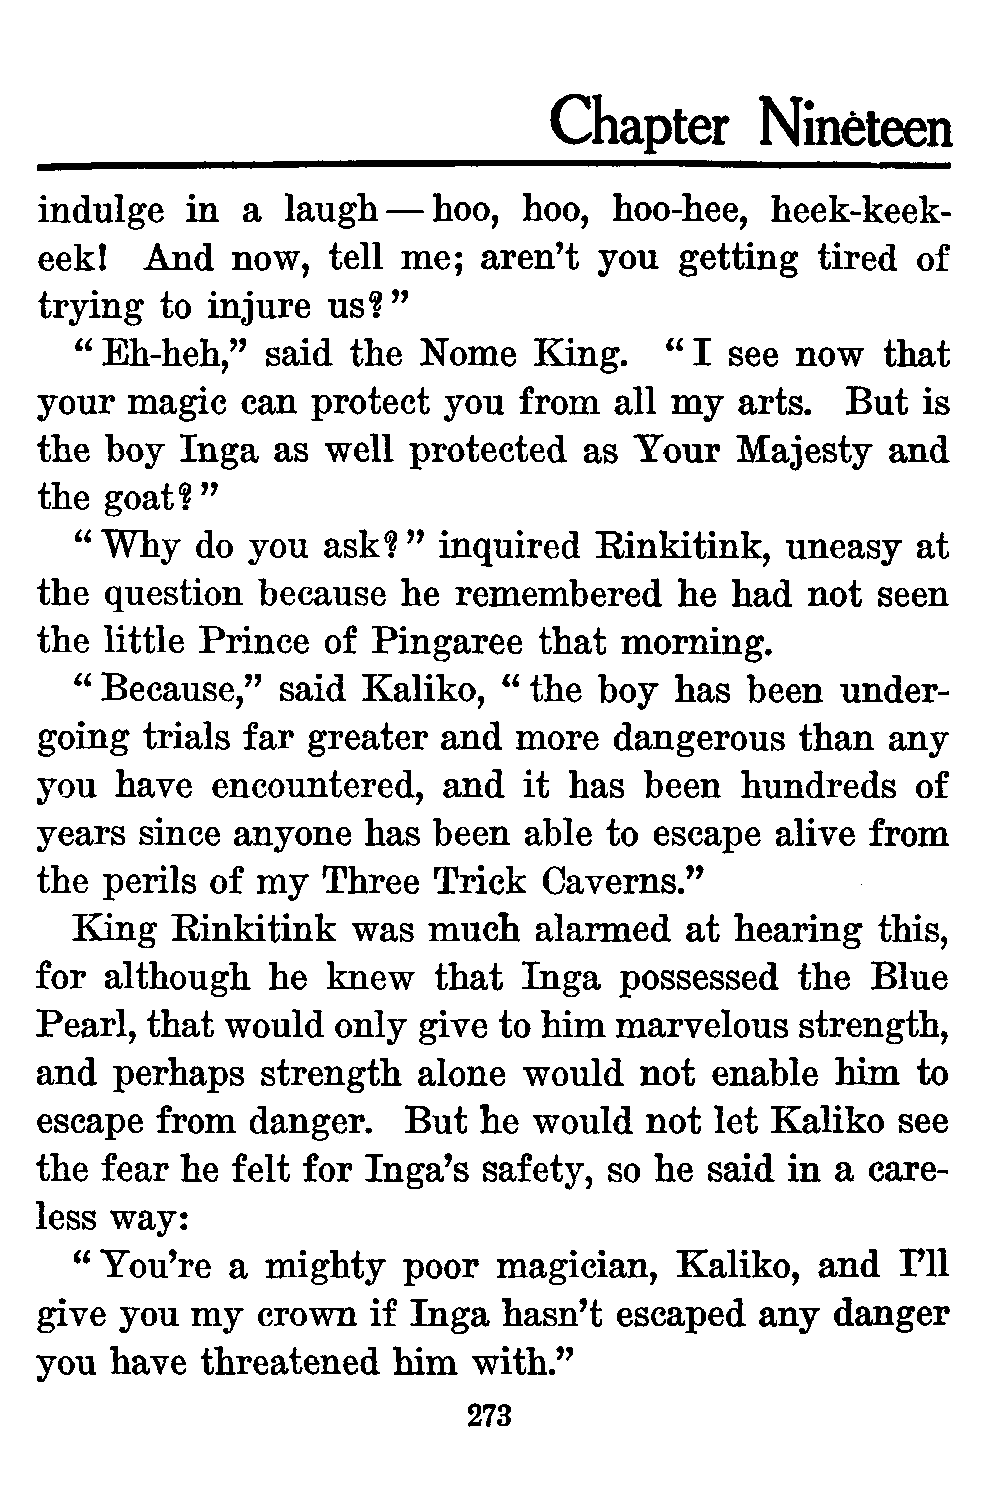 Chapter Nineteen
indulge in a laugh — hoo, hoo, hoo-hee, heek-keek-
eek! And now, tell me; aren’t you getting tired of
trying to injure us?”
“Eh-heh,” said the Nome King. “I see now that
your magic can protect you from all my arts. But is
the boy Inga as well protected as Your Majesty and
the goat?”
“Why do you ask?” inquired Rinkitink, uneasy at
the question because he remembered he had not seen
the little Prince of Pingaree that morning.
“Because,” said Kaliko, “the boy has been under-
going trials far greater and more dangerous than any
you have encountered, and it has been hundreds of
years since anyone has been able to escape alive from
the perils of my Three Trick Caverns.”
King Rinkitink was much alarmed at hearing this,
for although he knew that Inga possessed the Blue
Pearl, that would only give to him marvelous strength,
and perhaps strength alone would not enable him to
escape from danger. But he would not let Kaliko see
the fear he felt for Inga’s safety, so he said in a care-
less way:
“You’re a mighty poor magician, Kaliko, and I’ll
give you my crown if Inga hasn’t escaped any danger
you have threatened him with.”
273